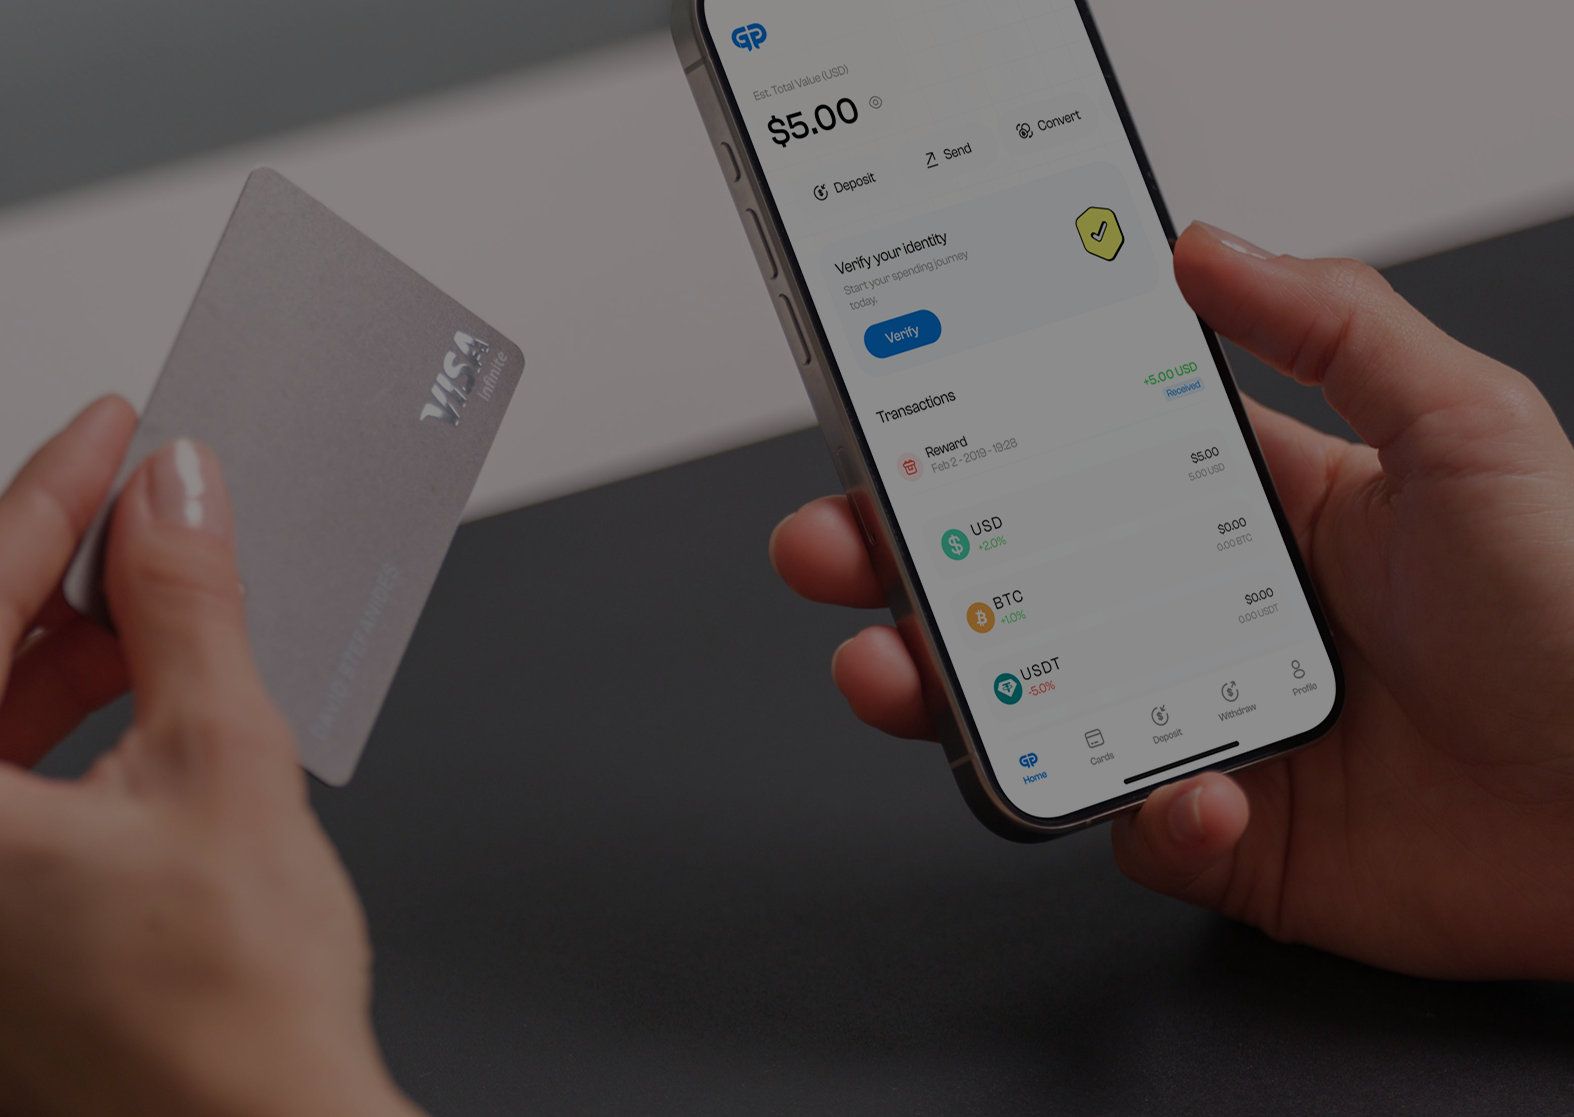 GP
Est. Total Value (USD)
$5.00
Deposit
Send
Convert
Verify your identity
Start your spending journey
today.
Verify
Transactions
+5.00 USD
Received
Reward
Feb 2 - 2019 - 19:28
USD
+2.0%
$5.00
5.00 USD
BTC
+1.0%
$0.00
0.00 BTC
USDT
-5.0%
$0.00
0.00 USDT
Home
Cards
Deposit
Withdraw
Profile
VISA
Infinite
DAVID STEFANIDES